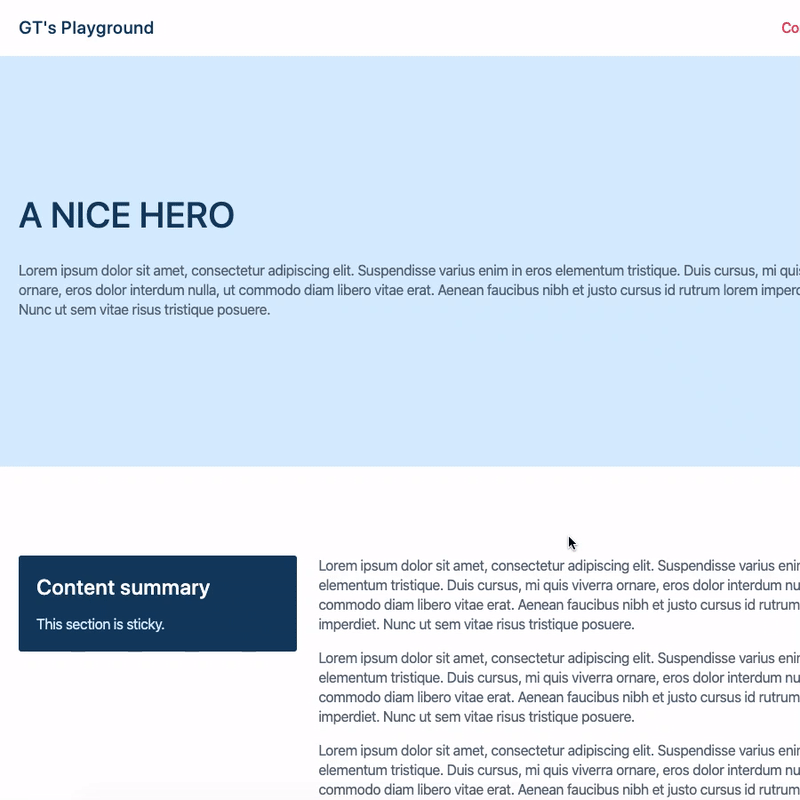 GT's Playground
A NICE HERO
Lorem ipsum dolor sit amet, consectetur adipiscing elit. Suspendisse varius enim in eros elementum tristique. Duis cursus, mi quis
ornare, eros dolor interdum nulla, ut commodo diam libero vitae erat. Aenean faucibus nibh et justo cursus id rutrum lorem
Nunc ut sem vitae risus tristique posuere.
Content summary
This section is sticky.
Lorem ipsum dolor sit amet, consectetur adipiscing elit. Suspendisse varius
elementum tristique. Duis cursus, mi quis viverra ornare, eros dolor interdum
commodo diam libero vitae erat. Aenean faucibus nibh et justo cursus id rutrum
imperdiet. Nunc ut sem vitae risus tristique posuere.
Lorem ipsum dolor sit amet, consectetur adipiscing elit. Suspendisse varius
elementum tristique. Duis cursus, mi quis viverra ornare, eros dolor interdum
commodo diam libero vitae erat. Aenean faucibus nibh et justo cursus id rutrum
imperdiet. Nunc ut sem vitae risus tristique posuere.
Lorem ipsum dolor sit amet, consectetur adipiscing elit. Suspendisse varius
elementum tristique. Duis cursus, mi quis viverra ornare, eros dolor interdum
commodo diam libero vitae erat. Aenean faucibus nibh et justo cursus id rutrum